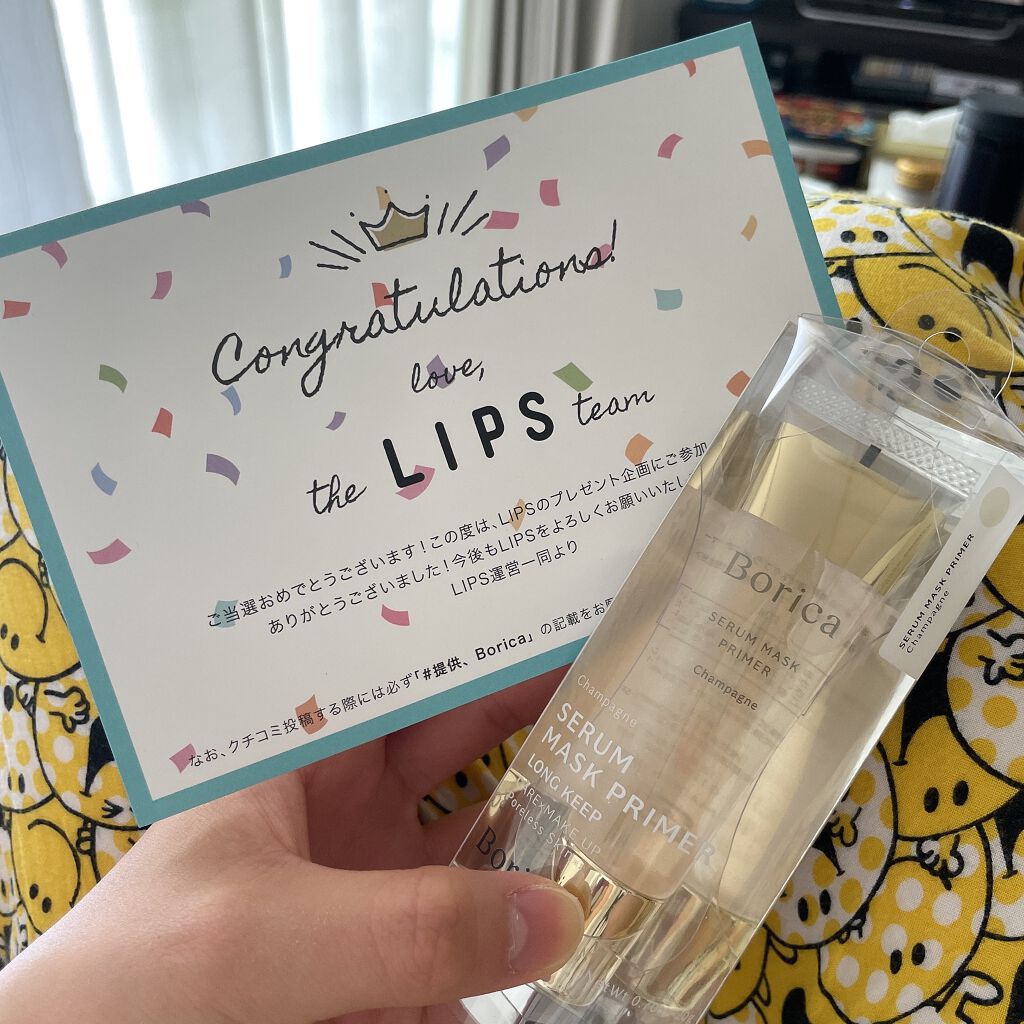 Congratulations!
love,
the LIPS team
ご当選おめでとうございます！この度は、LIPSのプレゼント企画にご参加
ありがとうございました！今後もLIPSをよろしくお願いいたし
LIPS運営一同より
なお、クチコミ投稿する際には必ず「#提供、Borica」の記載をお
Borica
SERUM MASK
PRIMER
Champagne
SERUM MASK PRIMER
Champagne
Champagne
SERUM
MASK PRIMER
LONG KEEP
MAKE UP
Poreless Skin